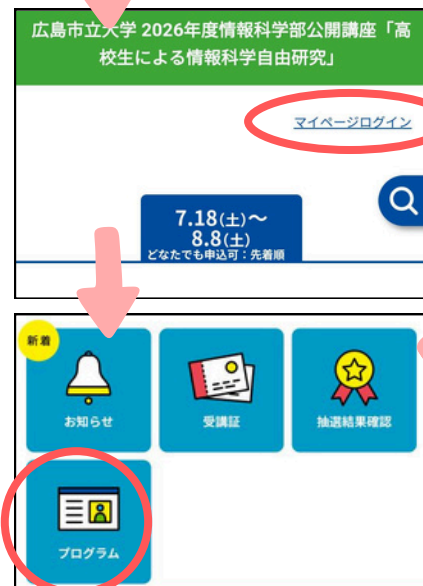 広島市立大学 2026年度情報科学部公開講座「高
校生による情報科学自由研究」
マイページログイン
7.18(土)～
8.8(土)
どなたでも申込可：先着順
新着
お知らせ
受講証
抽選結果確認
プログラム